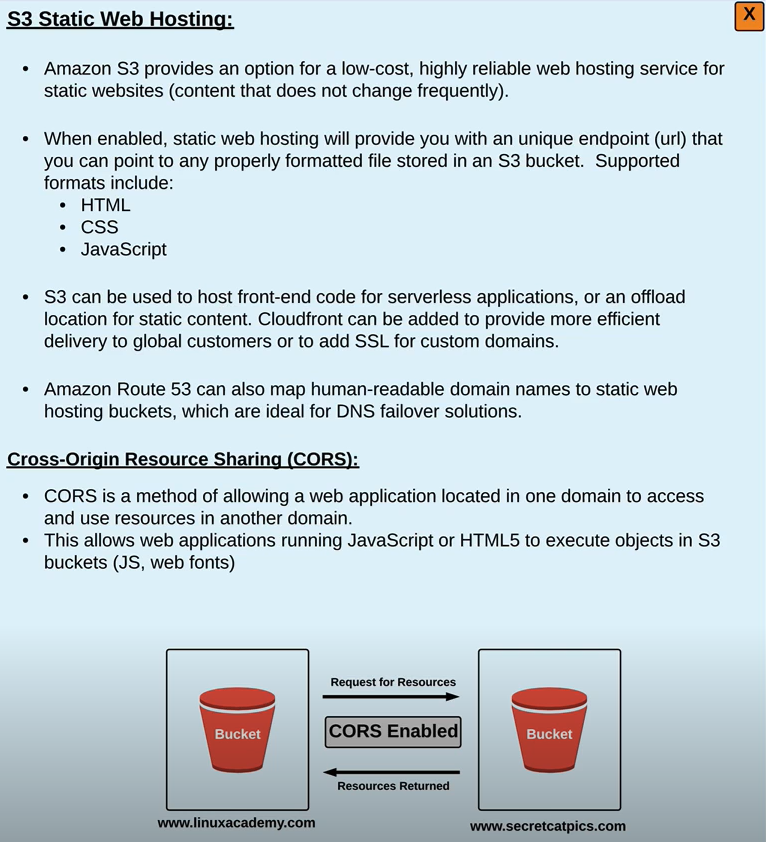 S3 Static Web Hosting:
X
• Amazon S3 provides an option for a low-cost, highly reliable web hosting service for
static websites (content that does not change frequently).
• When enabled, static web hosting will provide you with an unique endpoint (url) that
you can point to any properly formatted file stored in an S3 bucket.  Supported
formats include:
• HTML
• CSS
• JavaScript
• S3 can be used to host front-end code for serverless applications, or an offload
location for static content. Cloudfront can be added to provide more efficient
delivery to global customers or to add SSL for custom domains.
• Amazon Route 53 can also map human-readable domain names to static web
hosting buckets, which are ideal for DNS failover solutions.
Cross-Origin Resource Sharing (CORS):
• CORS is a method of allowing a web application located in one domain to access
and use resources in another domain.
• This allows web applications running JavaScript or HTML5 to execute objects in S3
buckets (JS, web fonts)
Request for Resources
Bucket
CORS Enabled
Bucket
Resources Returned
www.linuxacademy.com
www.secretcatpics.com